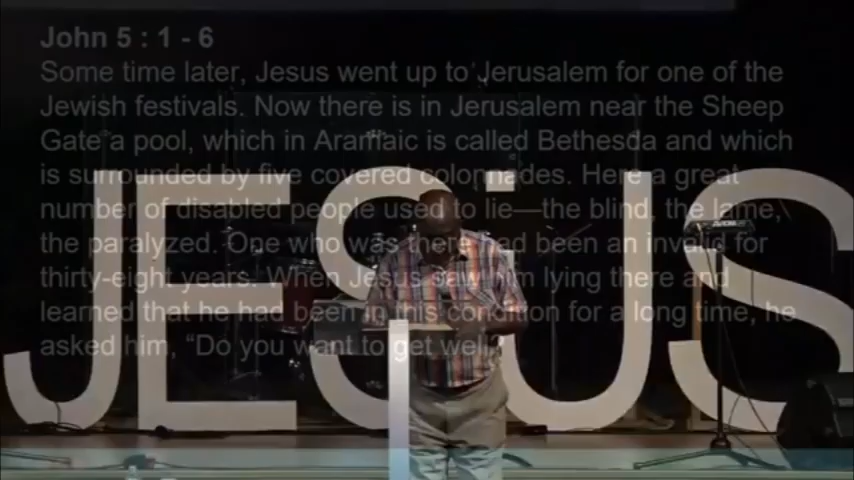 John 5 : 1 - 6
Some time later, Jesus went up to Jerusalem for one of the
Jewish festivals. Now there is in Jerusalem near the Sheep
Gate a pool, which in Aramaic is called Bethesda and which
is surrounded by five covered colonnades. Here a great
number of disabled people used to lie—the blind, the lame,
the paralyzed. One who was there had been an invalid for
thirty-eight years. When Jesus saw him lying there and
learned that he had been in this condition for a long time, he
asked him, “Do you want to get well
JESUS